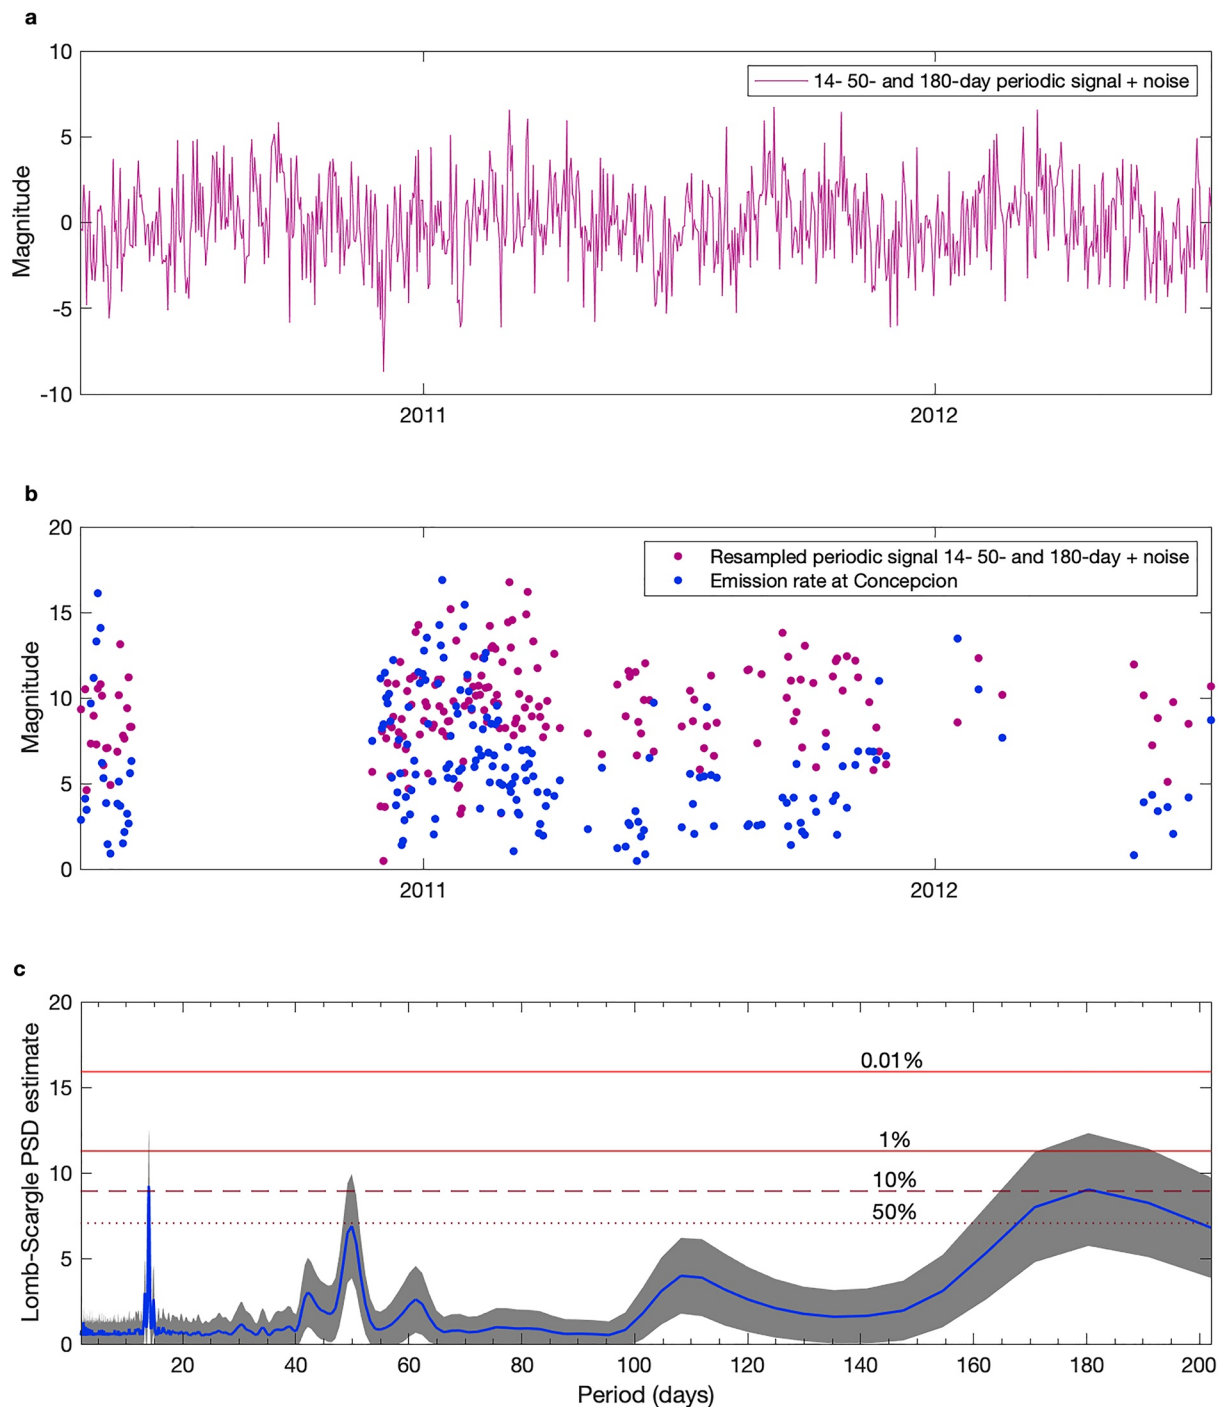 a
10
5
0
-5
-10
Magnitude
14- 50- and 180-day periodic signal + noise
2011
2012
b
20
15
10
5
0
Magnitude
Resampled periodic signal 14- 50- and 180-day + noise
Emission rate at Concepcion
2011
2012
c
20
15
10
5
0
Lomb-Scargle PSD estimate
0.01%
1%
10%
50%
20 40 60 80 100 120 140 160 180 200
Period (days)